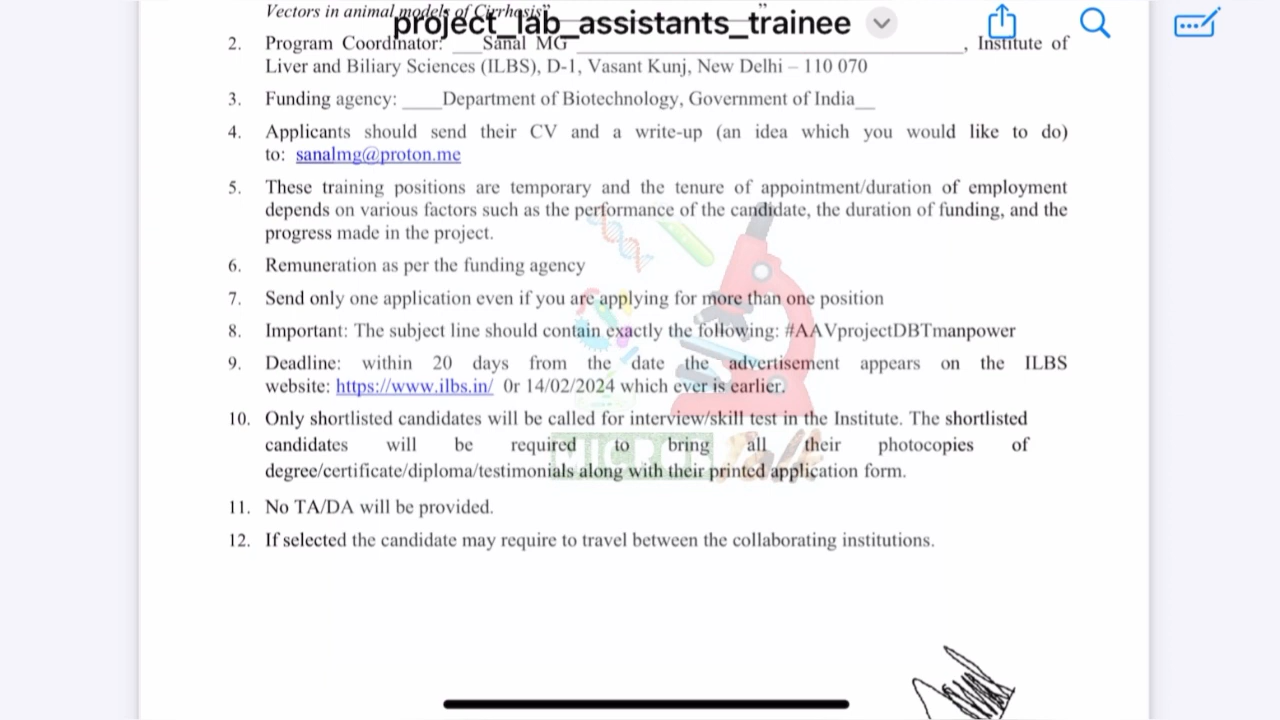 Vectors in animal models of Cirrhosis"
"
project_lab_assistants_trainee
2. Program Coordinator: ___Sanal MG___, Institute of
Liver and Biliary Sciences (ILBS), D-1, Vasant Kunj, New Delhi – 110 070
3. Funding agency: ____Department of Biotechnology, Government of India__
4. Applicants should send their CV and a write-up (an idea which you would like to do)
to: sanalmg@proton.me
5. These training positions are temporary and the tenure of appointment/duration of employment
depends on various factors such as the performance of the candidate, the duration of funding, and the
progress made in the project.
6. Remuneration as per the funding agency
7. Send only one application even if you are applying for more than one position
8. Important: The subject line should contain exactly the following: #AAVprojectDBTmanpower
9. Deadline: within 20 days from the date the advertisement appears on the ILBS
website: https://www.ilbs.in/ 0r 14/02/2024 which ever is earlier.
10. Only shortlisted candidates will be called for interview/skill test in the Institute. The shortlisted
candidates will be required to bring all their photocopies of
degree/certificate/diploma/testimonials along with their printed application form.
11. No TA/DA will be provided.
12. If selected the candidate may require to travel between the collaborating institutions.